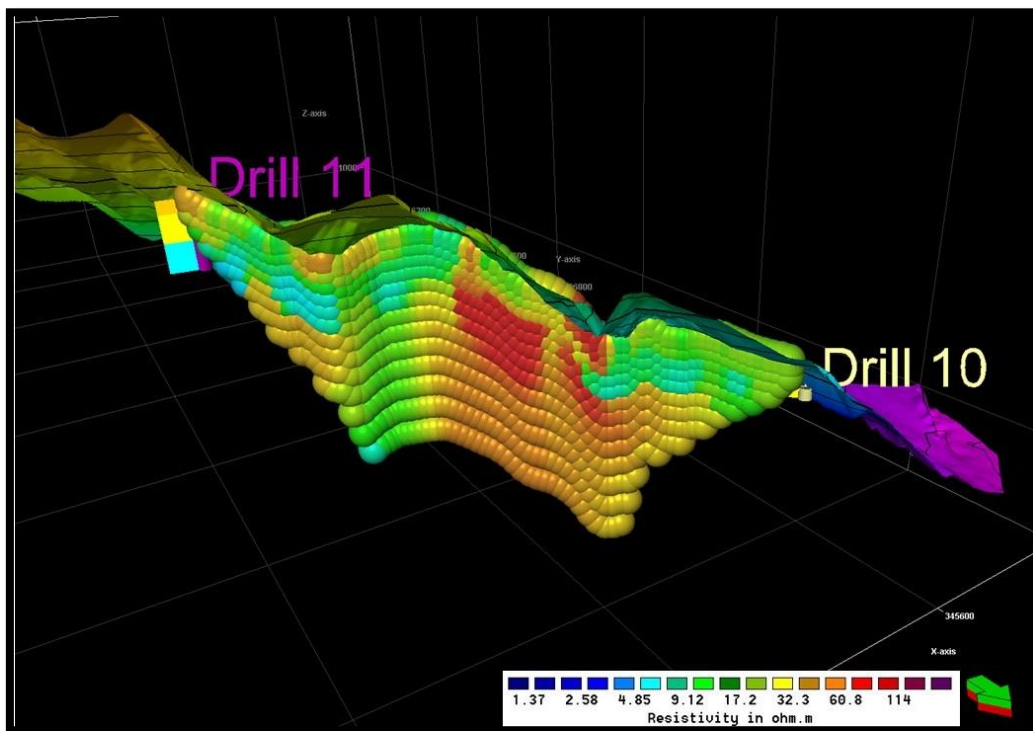 Z-axis
Drill 11
Y-axis
Drill 10
345600
X-axis
1.37 2.58 4.85 9.12 17.2 32.3 60.8 114
Resistivity in ohm.m